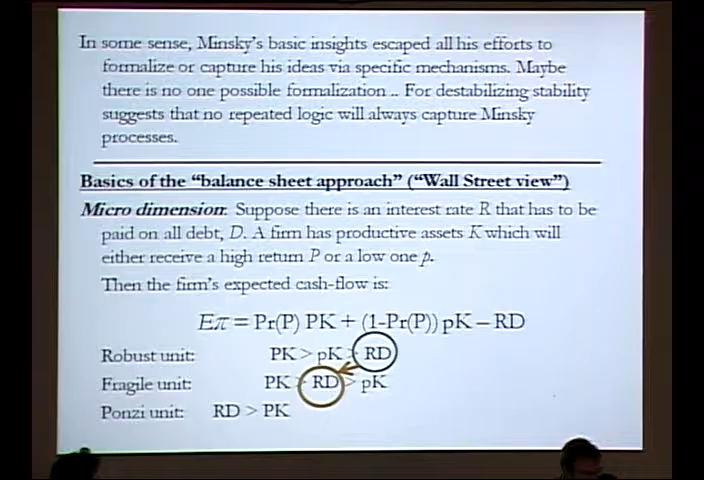 In some sense, Minsky's basic insights escaped all his efforts to
formalize or capture his ideas via specific mechanisms. Maybe
there is no one possible formalization .. For destabilizing stability
suggests that no repeated logic will always capture Minsky
processes.
Basics of the "balance sheet approach" ("Wall Street view")
Micro dimension: Suppose there is an interest rate R that has to be
paid on all debt, D. A firm has productive assets K which will
either receive a high return P or a low one p.
Then the firm's expected cash-flow is:
Eπ = Pr(P) PK + (1-Pr(P)) pK – RD
Robust unit: PK > pK > RD
Fragile unit: PK > RD > pK
Ponzi unit: RD > PK